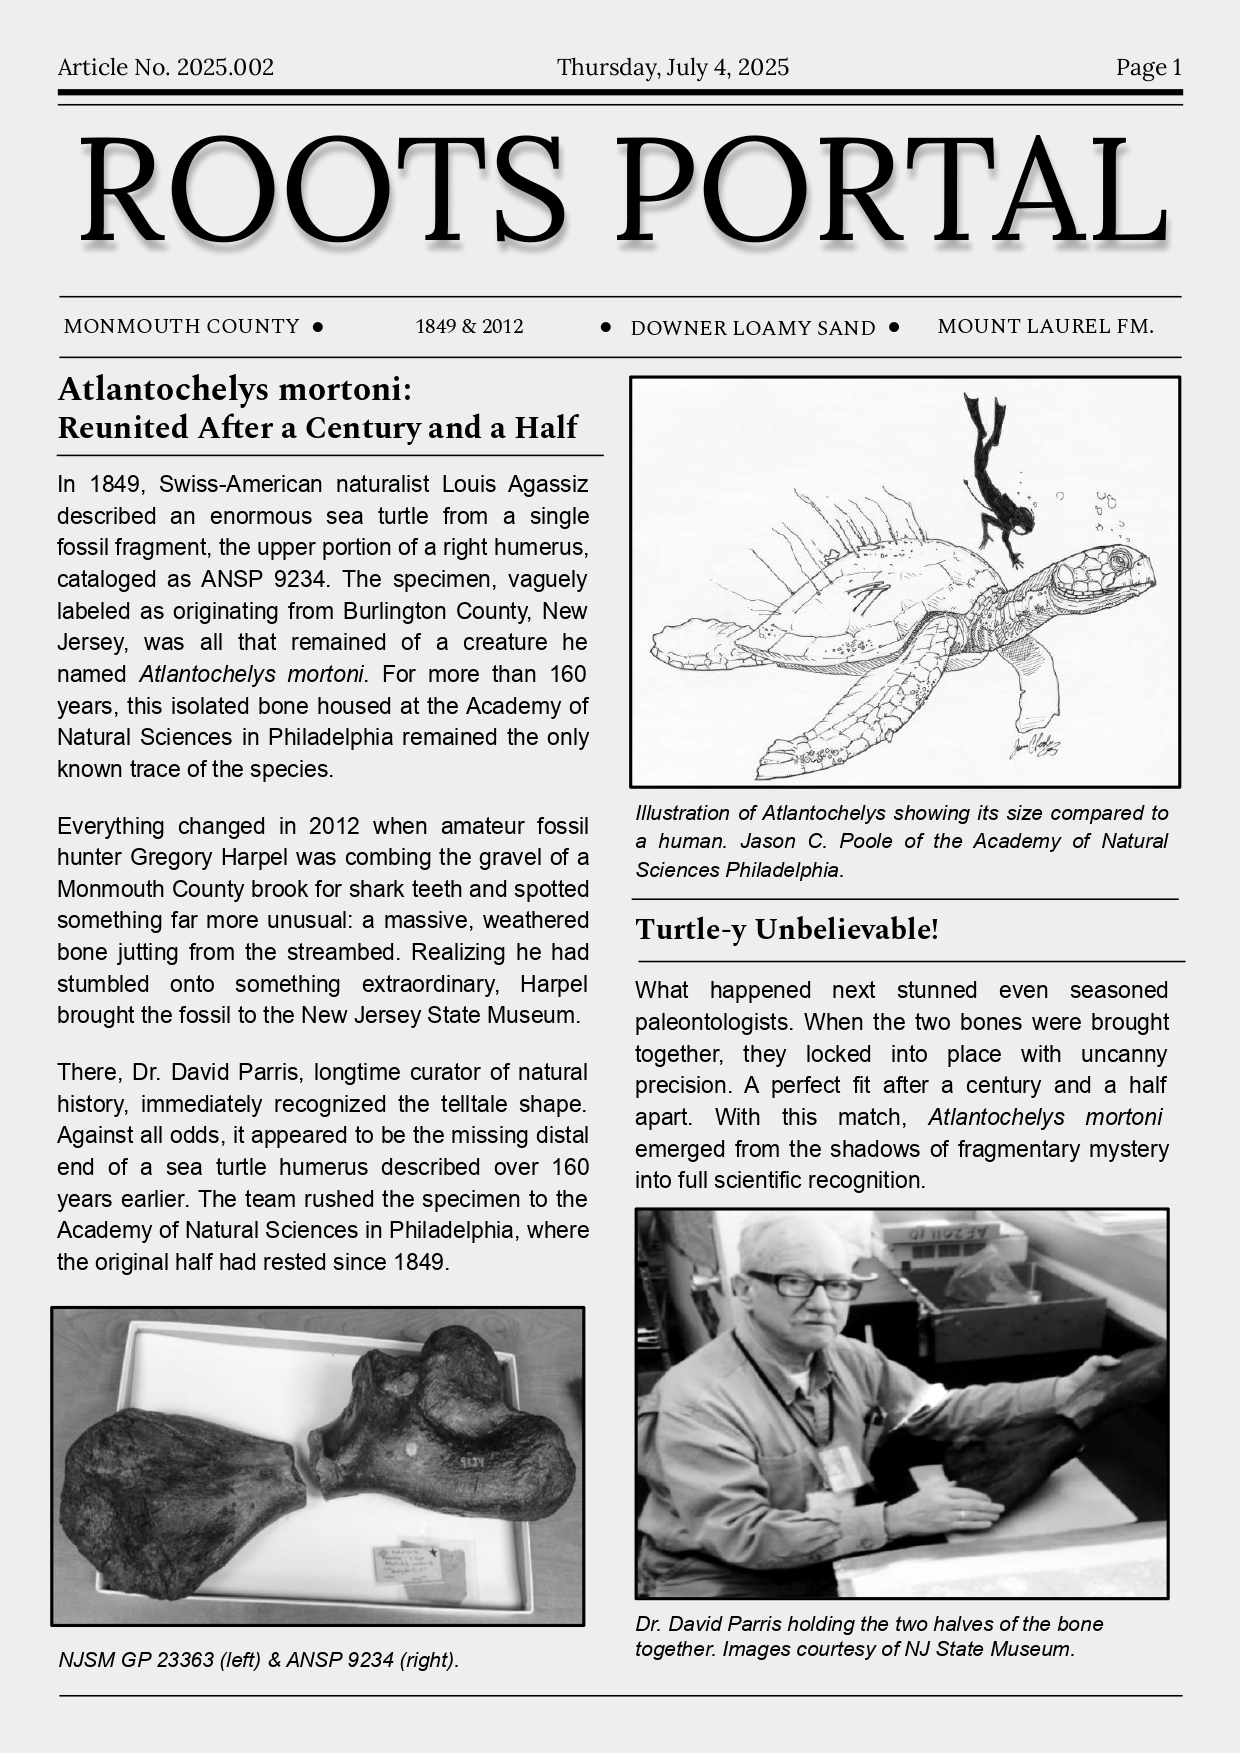 Article No. 2025.002
Thursday, July 4, 2025
Page 1
ROOTS PORTAL
MONMOUTH COUNTY ●
1849 & 2012
● DOWNER LOAMY SAND ●
MOUNT LAUREL FM.
Atlantochelys mortoni:
Reunited After a Century and a Half
In 1849, Swiss-American naturalist Louis Agassiz
described an enormous sea turtle from a single
fossil fragment, the upper portion of a right humerus,
cataloged as ANSP 9234. The specimen, vaguely
labeled as originating from Burlington County, New
Jersey, was all that remained of a creature he
named Atlantochelys mortoni. For more than 160
years, this isolated bone housed at the Academy of
Natural Sciences in Philadelphia remained the only
known trace of the species.
Everything changed in 2012 when amateur fossil
hunter Gregory Harpel was combing the gravel of a
Monmouth County brook for shark teeth and spotted
something far more unusual: a massive, weathered
bone jutting from the streambed. Realizing he had
stumbled onto something extraordinary, Harpel
brought the fossil to the New Jersey State Museum.
There, Dr. David Parris, longtime curator of natural
history, immediately recognized the telltale shape.
Against all odds, it appeared to be the missing distal
end of a sea turtle humerus described over 160
years earlier. The team rushed the specimen to the
Academy of Natural Sciences in Philadelphia, where
the original half had rested since 1849.
9234
NJSM GP 23363 (left) & ANSP 9234 (right).
Illustration of Atlantochelys showing its size compared to
a human. Jason C. Poole of the Academy of Natural
Sciences Philadelphia.
Turtle-y Unbelievable!
What happened next stunned even seasoned
paleontologists. When the two bones were brought
together, they locked into place with uncanny
precision. A perfect fit after a century and a half
apart. With this match, Atlantochelys mortoni
emerged from the shadows of fragmentary mystery
into full scientific recognition.
Dr. David Parris holding the two halves of the bone
together. Images courtesy of NJ State Museum.